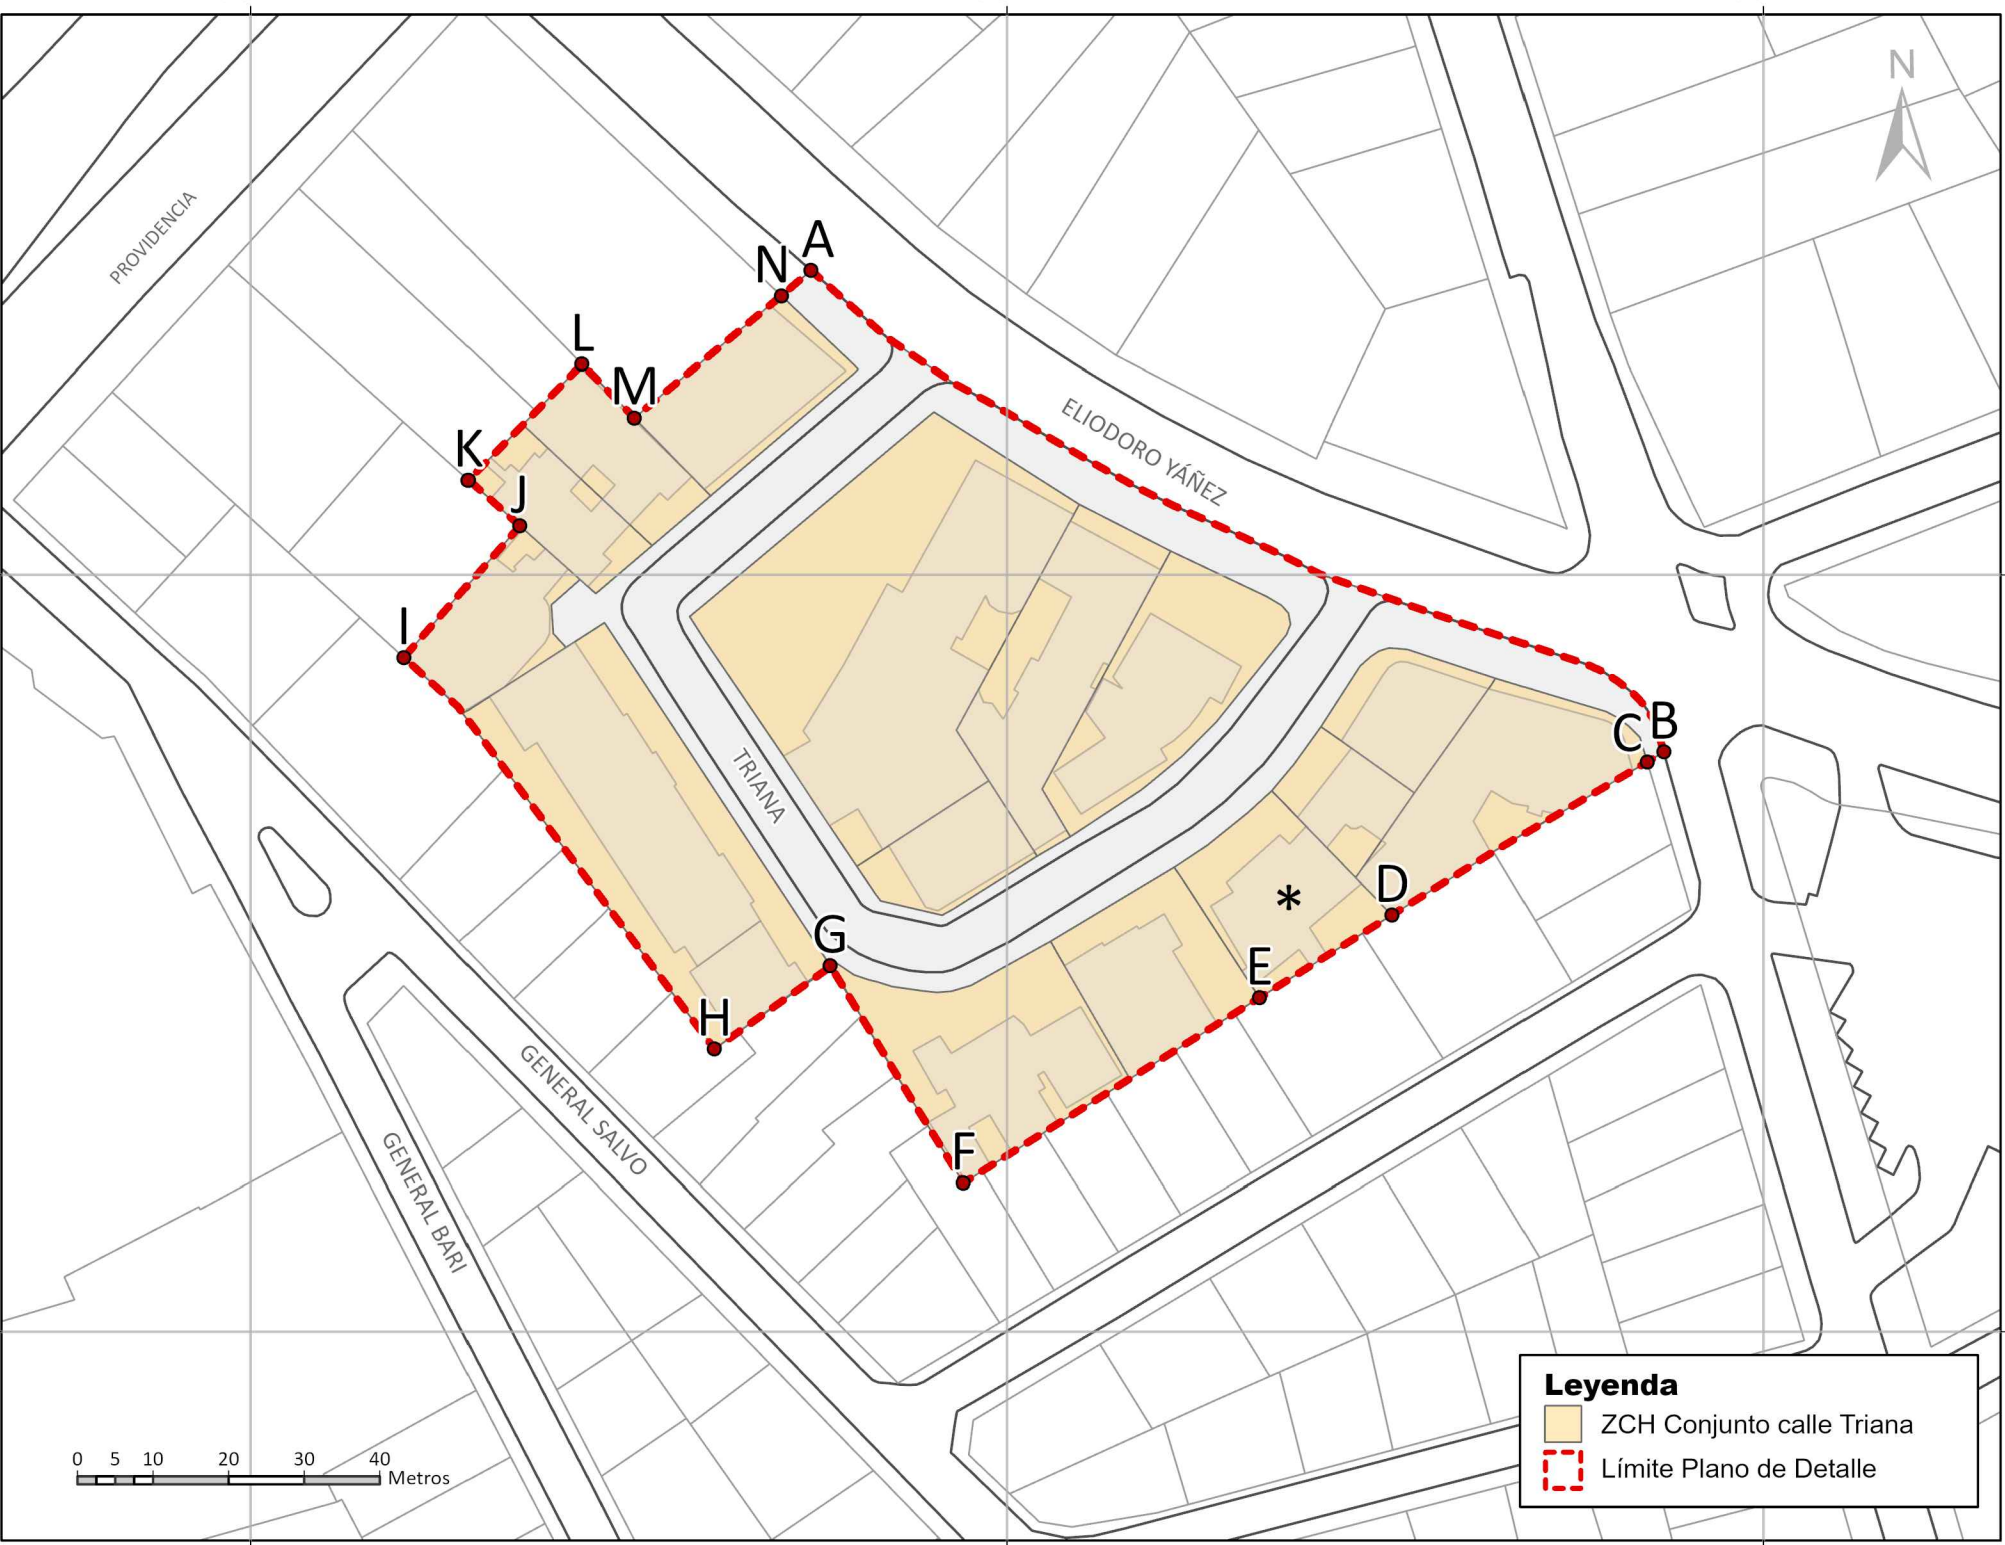 N
PROVIDENCIA
A
N
L
M
ELIODORO YÁÑEZ
K
J
I
B
C
TRIANA
D
*
G
E
H
GENERAL SALVO
F
GENERAL BARI
Leyenda
ZCH Conjunto calle Triana
Límite Plano de Detalle
0 5 10 20 30 40
Metros